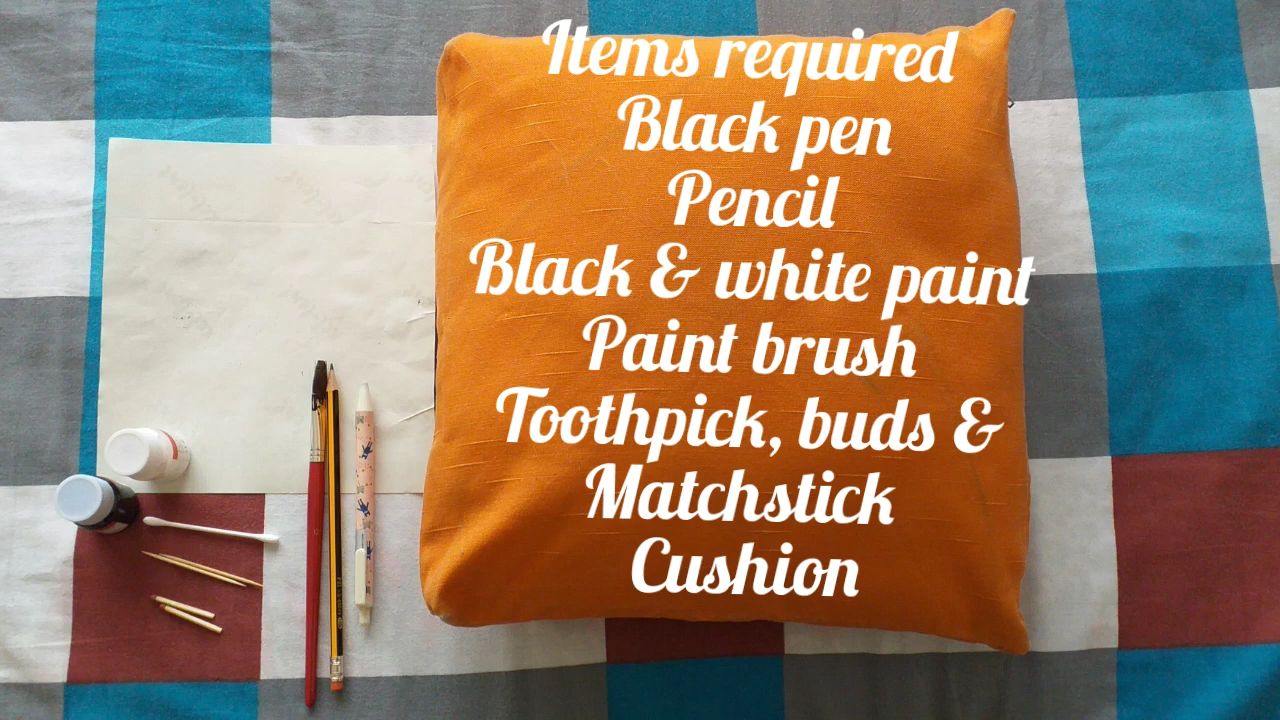 Items required
Black pen
Pencil
Black & white paint
Paint brush
Toothpick, buds &
Matchstick
Cushion